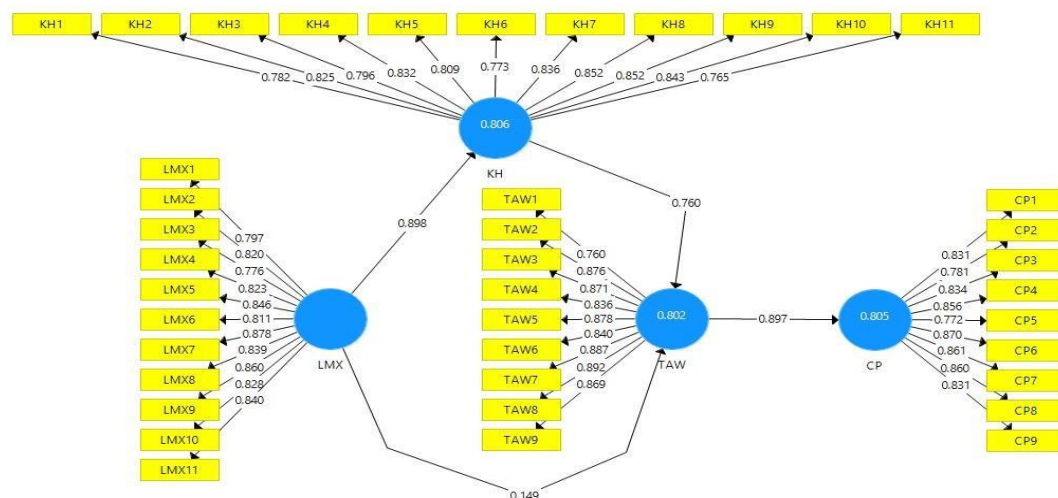 KH1 KH2 KH3 KH4 KH5 KH6 KH7 KH8 KH9 KH10 KH11
0.782 0.825 0.796 0.832 0.809 0.773 0.836 0.852 0.852 0.843 0.765
0.806
KH
LMX1
LMX2
LMX3
LMX4
LMX5
LMX6
LMX7
LMX8
LMX9
LMX10
LMX11
0.797
0.820
0.776
0.823
0.846
0.811
0.878
0.839
0.860
0.828
0.840
LMX
0.898
0.760
0.149
TAW1
TAW2
TAW3
TAW4
TAW5
TAW6
TAW7
TAW8
TAW9
0.760
0.876
0.871
0.836
0.878
0.840
0.887
0.892
0.869
0.802
TAW
0.897
0.805
CP
0.831
0.781
0.834
0.856
0.772
0.870
0.861
0.860
0.831
CP1
CP2
CP3
CP4
CP5
CP6
CP7
CP8
CP9